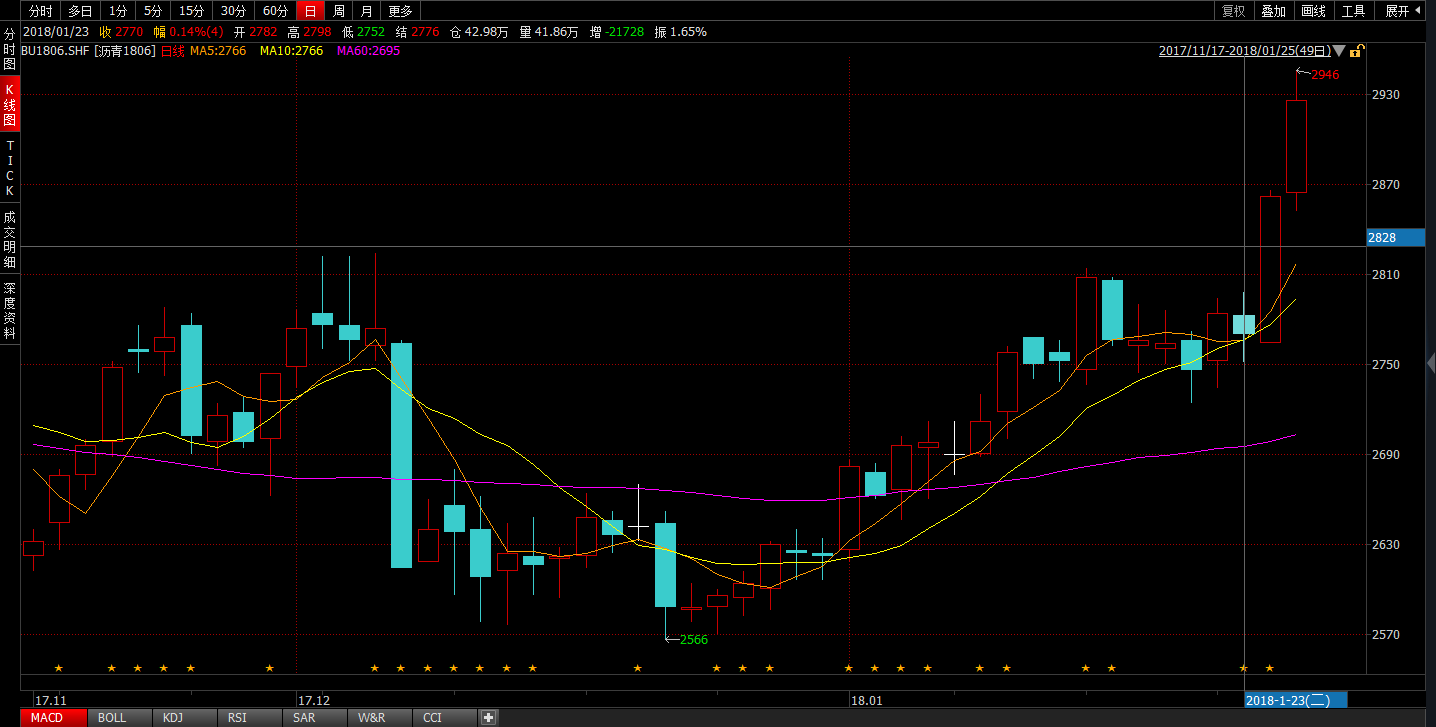 分时 多日 1分 5分 15分 30分 60分 日 周 月 更多 复权 叠加 画线 工具 展开
2018/01/23 收 2770 幅 0.14%(4) 开 2782 高 2798 低 2752 结 2776 仓 42.98万 量 41.86万 增 -21728 振 1.65%
BU1806.SHF [沥青1806] 日线 MA5:2766 MA10:2766 MA60:2695 2017/11/17-2018/01/25(49日)
分时图
K线图
TICK
成交明细
深度资料
2946
2930
2870
2828
2810
2750
2690
2630
2570
2566
17.11 17.12 18.01 2018-1-23(二)
MACD BOLL KDJ RSI SAR W&R CCI